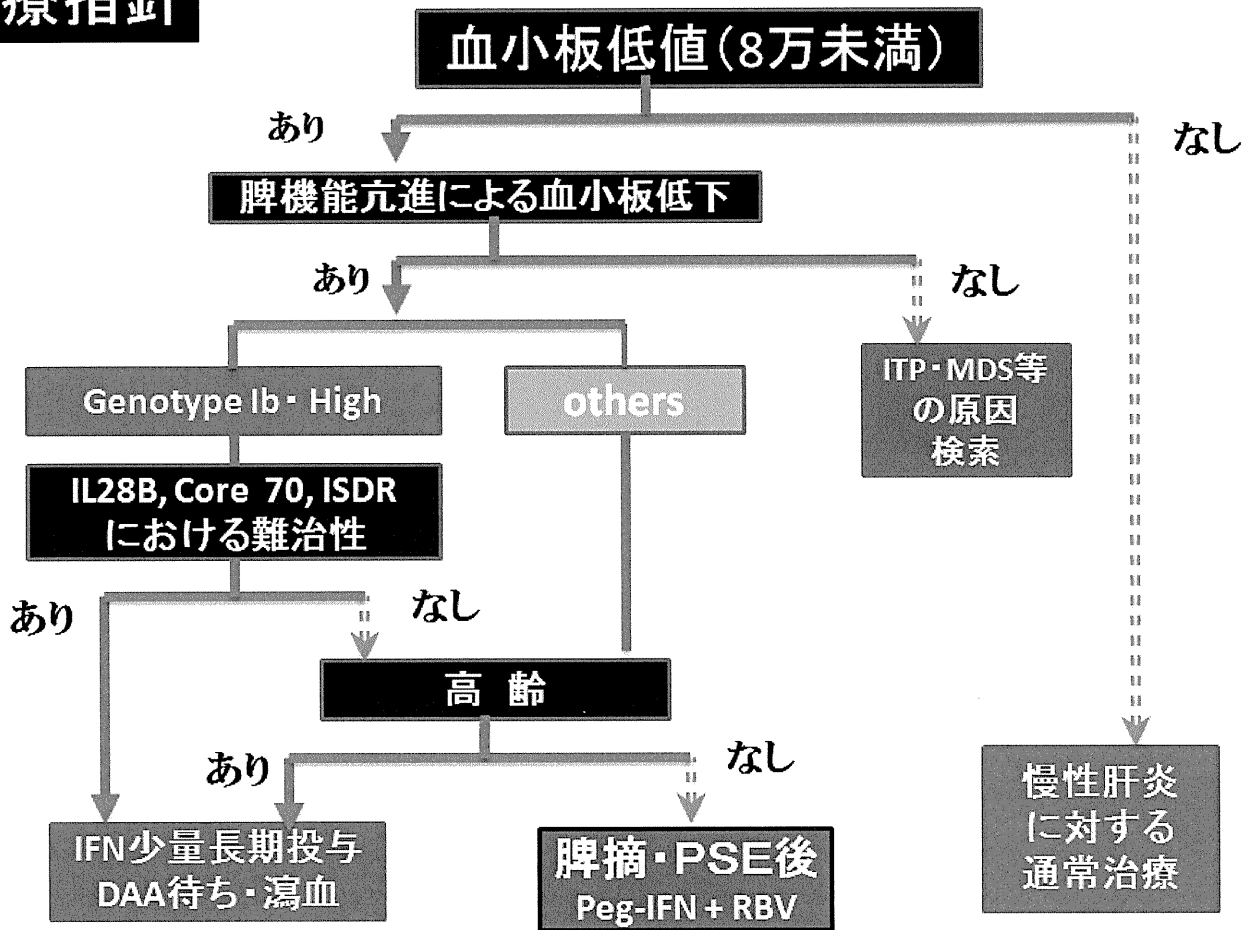 療指針
血小板低値(8万未満)
あり
なし
脾機能亢進による血小板低下
あり
なし
Genotype Ib・High
others
ITP・MDS等
の原因
検索
IL28B, Core 70, ISDR
における難治性
あり
なし
高 齢
あり
なし
IFN少量長期投与
DAA待ち・瀉血
脾摘・PSE後
Peg-IFN + RBV
慢性肝炎
に対する
通常治療